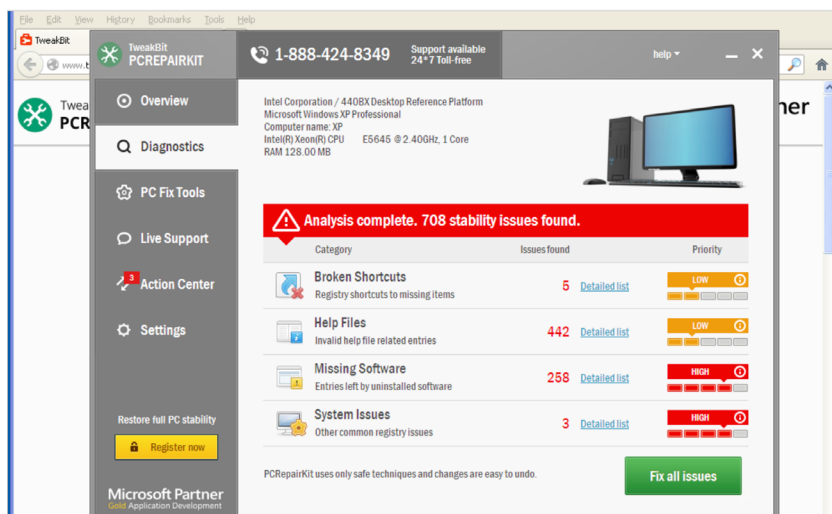 File Edit View History Bookmarks Tools Help
TweakBit
www.t
TweakBit
PCREPAIRKIT
1-888-424-8349
Support available
24*7 Toll-free
help
Twea
PCR
ner
Overview
Diagnostics
PC Fix Tools
Live Support
3
Action Center
Settings
Restore full PC stability
Register now
Microsoft Partner
Gold Application Development
Intel Corporation / 440BX Desktop Reference Platform
Microsoft Windows XP Professional
Computer name: XP
Intel(R) Xeon(R) CPU E5645 @ 2.40GHz, 1 Core
RAM 128.00 MB
Analysis complete. 708 stability issues found.
Category Issues found Priority
Broken Shortcuts
Registry shortcuts to missing items
5 Detailed list LOW
Help Files
Invalid help file related entries
442 Detailed list LOW
Missing Software
Entries left by uninstalled software
258 Detailed list HIGH
System Issues
Other common registry issues
3 Detailed list HIGH
PCRepairKit uses only safe techniques and changes are easy to undo.
Fix all issues